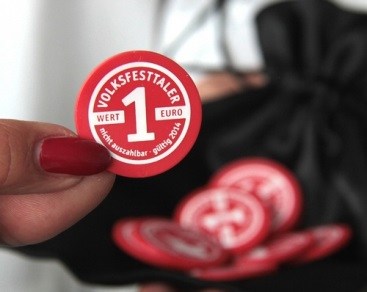 VOLKSFESTTALER
WERT 1 EURO
nicht auszahlbar · gültig 2014